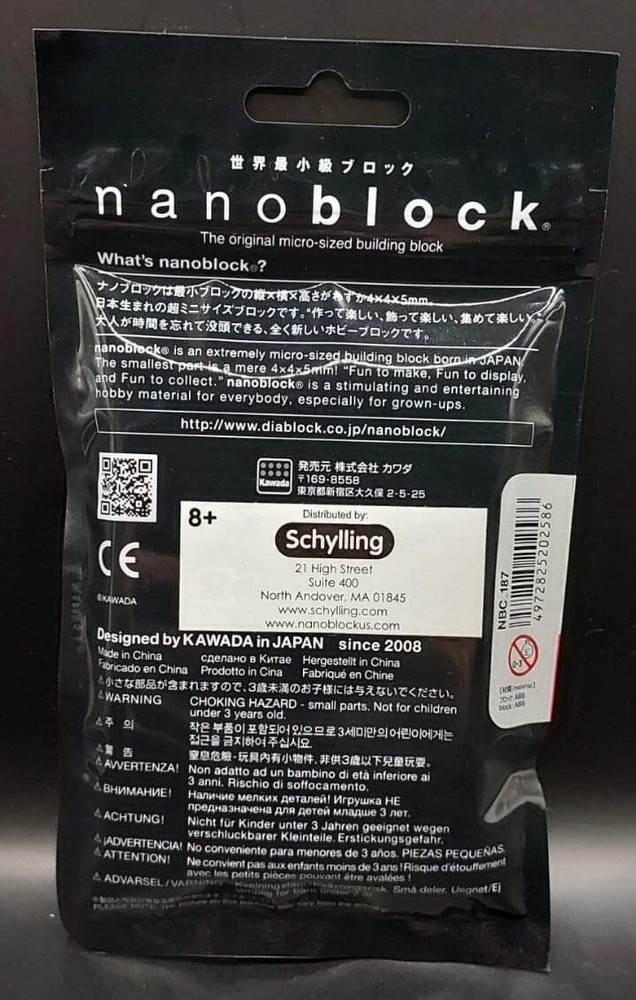 世界最小級ブロック
nanoblock®
The original micro-sized building block
What's nanoblock®?
ナノブロックは最小ブロックの縦×横×高さがわずか4×4×5mm。
日本生まれの超ミニサイズブロックです。"作って楽しい、飾って楽しい、集めて楽しい。"
大人が時間を忘れて没頭できる、全く新しいホビーブロックです。
nanoblock® is an extremely micro-sized building block born in JAPAN.
The smallest part is a mere 4×4×5mm! "Fun to make, Fun to display,
and Fun to collect." nanoblock® is a stimulating and entertaining
hobby material for everybody, especially for grown-ups.
http://www.diablock.co.jp/nanoblock/
Kawada
発売元 株式会社 カワダ
〒169-8558
東京都新宿区大久保 2-5-25
8+
Distributed by:
Schylling
21 High Street
Suite 400
North Andover, MA 01845
www.schylling.com
www.nanoblockus.com
CE
©KAWADA
NBC_187
4972825202586
0-3
【材質/material】
ブロック:ABS
block:ABS
Designed by KAWADA in JAPAN since 2008
Made in China сделано в Китае Hergestellt in China
Fabricado en China Prodotto in Cina Fabriqué en Chine
⚠小さな部品が含まれますので、3歳未満のお子様には与えないでください。
⚠WARNING CHOKING HAZARD - small parts. Not for children
under 3 years old.
⚠주 의 작은 부품이 포함되어 있으므로 3세미만의 어린이에게는
접근을 금지하여 주십시요.
⚠警 告 窒息危險-玩具內有小物件, 非供3歲以下兒童玩耍。
⚠AVVERTENZA! Non adatto ad un bambino di età inferiore ai
3 anni. Rischio di soffocamento.
⚠ВНИМАНИЕ! Наличие мелких деталей! Игрушка НЕ
предназначена для детей младше 3 лет.
⚠ACHTUNG! Nicht für Kinder unter 3 Jahren geeignet wegen
verschluckbarer Kleinteile. Erstickungsgefahr.
⚠¡ADVERTENCIA! No conveniente para menores de 3 años. PIEZAS PEQUEÑAS.
⚠ATTENTION! Ne convient pas aux enfants moins de 3 ans! Risque d'étouffement
avec les petits pièces pouvant être avalées !
⚠ADVARSEL/VARNING Små deler. Uegnet/Ej
PLEASE NOTE: